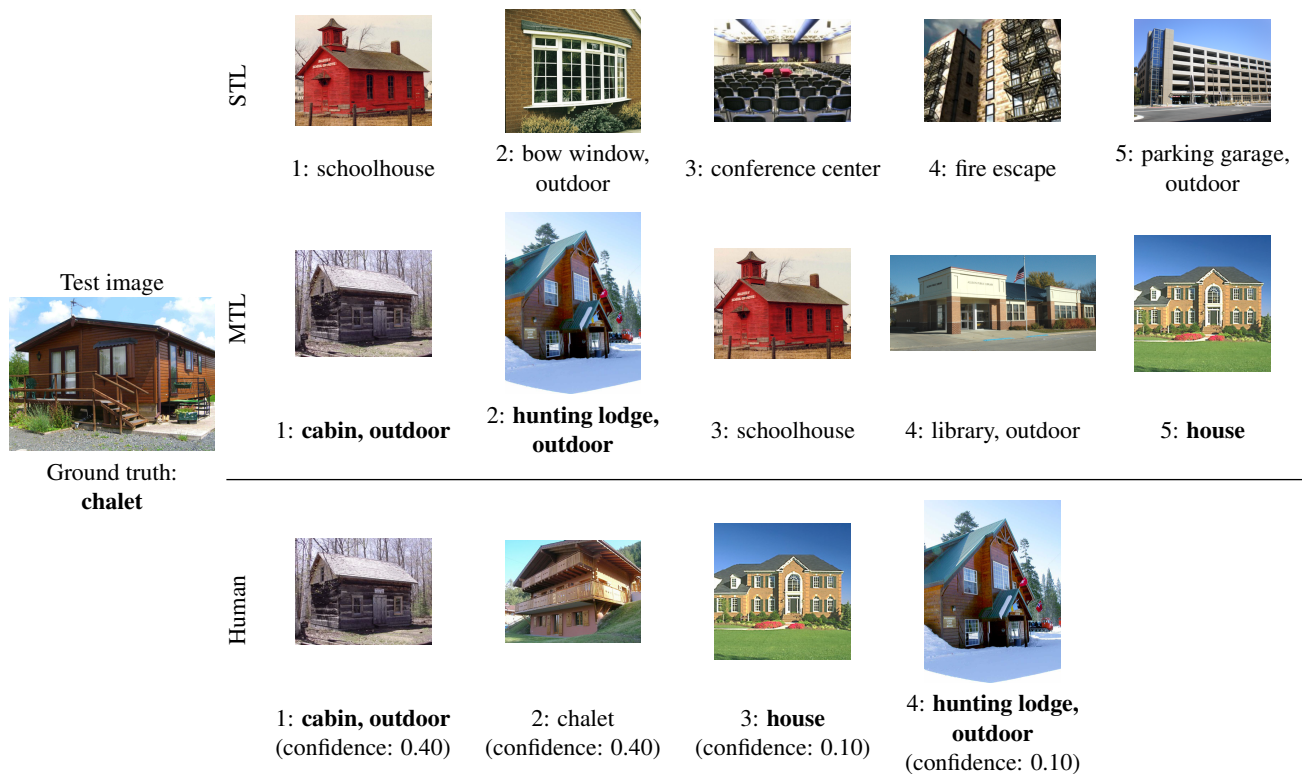 STL
1: schoolhouse
2: bow window,
outdoor
3: conference center
4: fire escape
5: parking garage,
outdoor
Test image
Ground truth:
chalet
MTL
1: cabin, outdoor
2: hunting lodge,
outdoor
3: schoolhouse
4: library, outdoor
5: house
Human
1: cabin, outdoor
(confidence: 0.40)
2: chalet
(confidence: 0.40)
3: house
(confidence: 0.10)
4: hunting lodge,
outdoor
(confidence: 0.10)